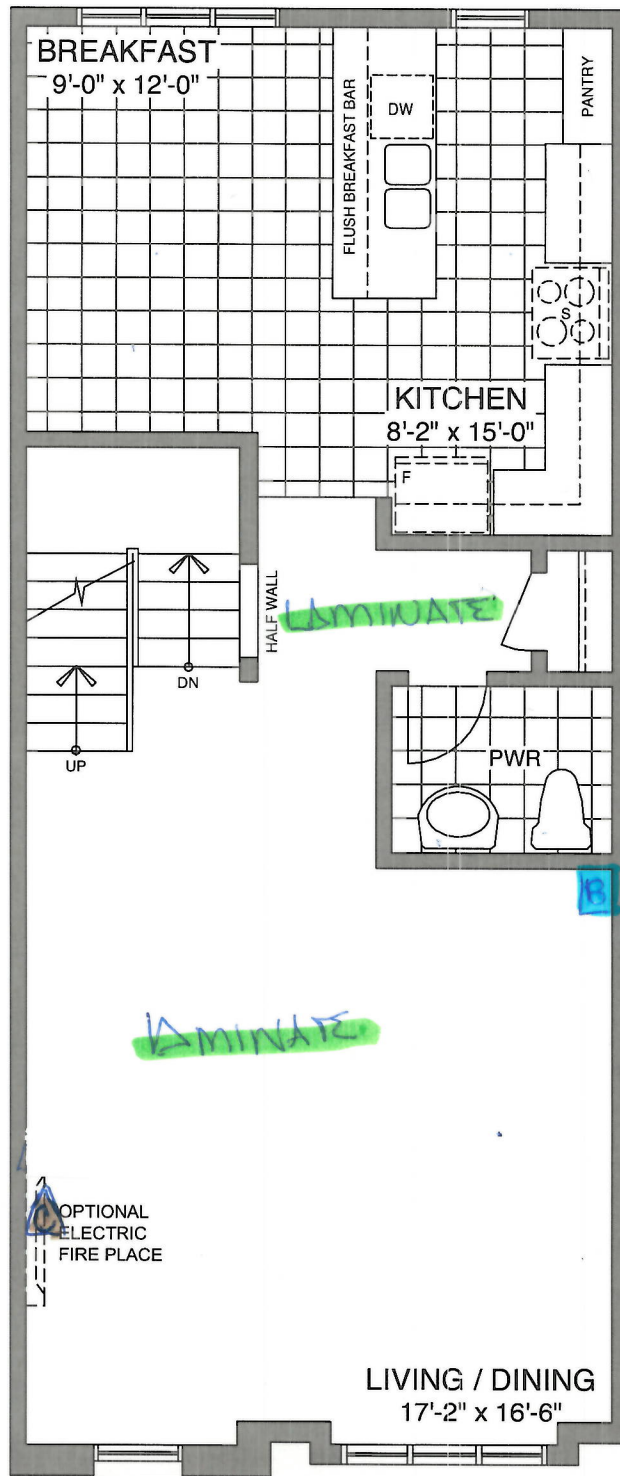 BREAKFAST
9'-0" x 12'-0"
FLUSH BREAKFAST BAR
DW
PANTRY
S
KITCHEN
8'-2" x 15'-0"
F
HALF WALL
LAMINATE
DN
UP
PWR
B
LAMINATE
C
OPTIONAL
ELECTRIC
FIRE PLACE
LIVING / DINING
17'-2" x 16'-6"